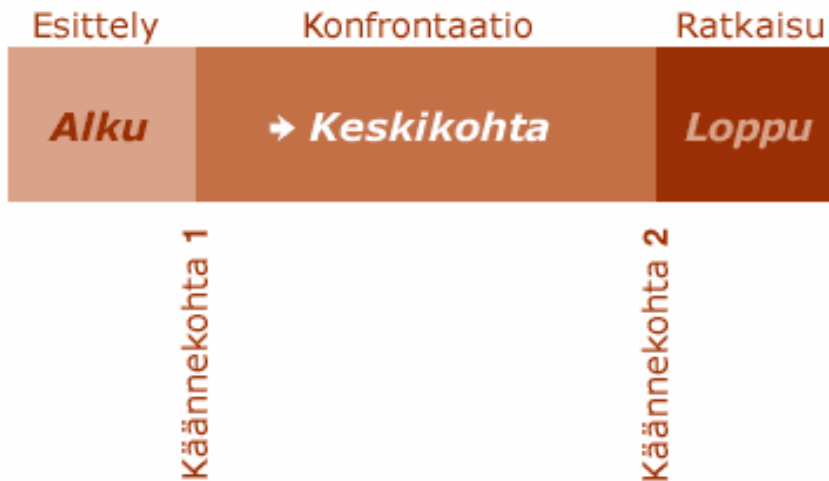 Esittely Konfrontaatio Ratkaisu
Alku → Keskikohta Loppu
Käännekohta 1
Käännekohta 2